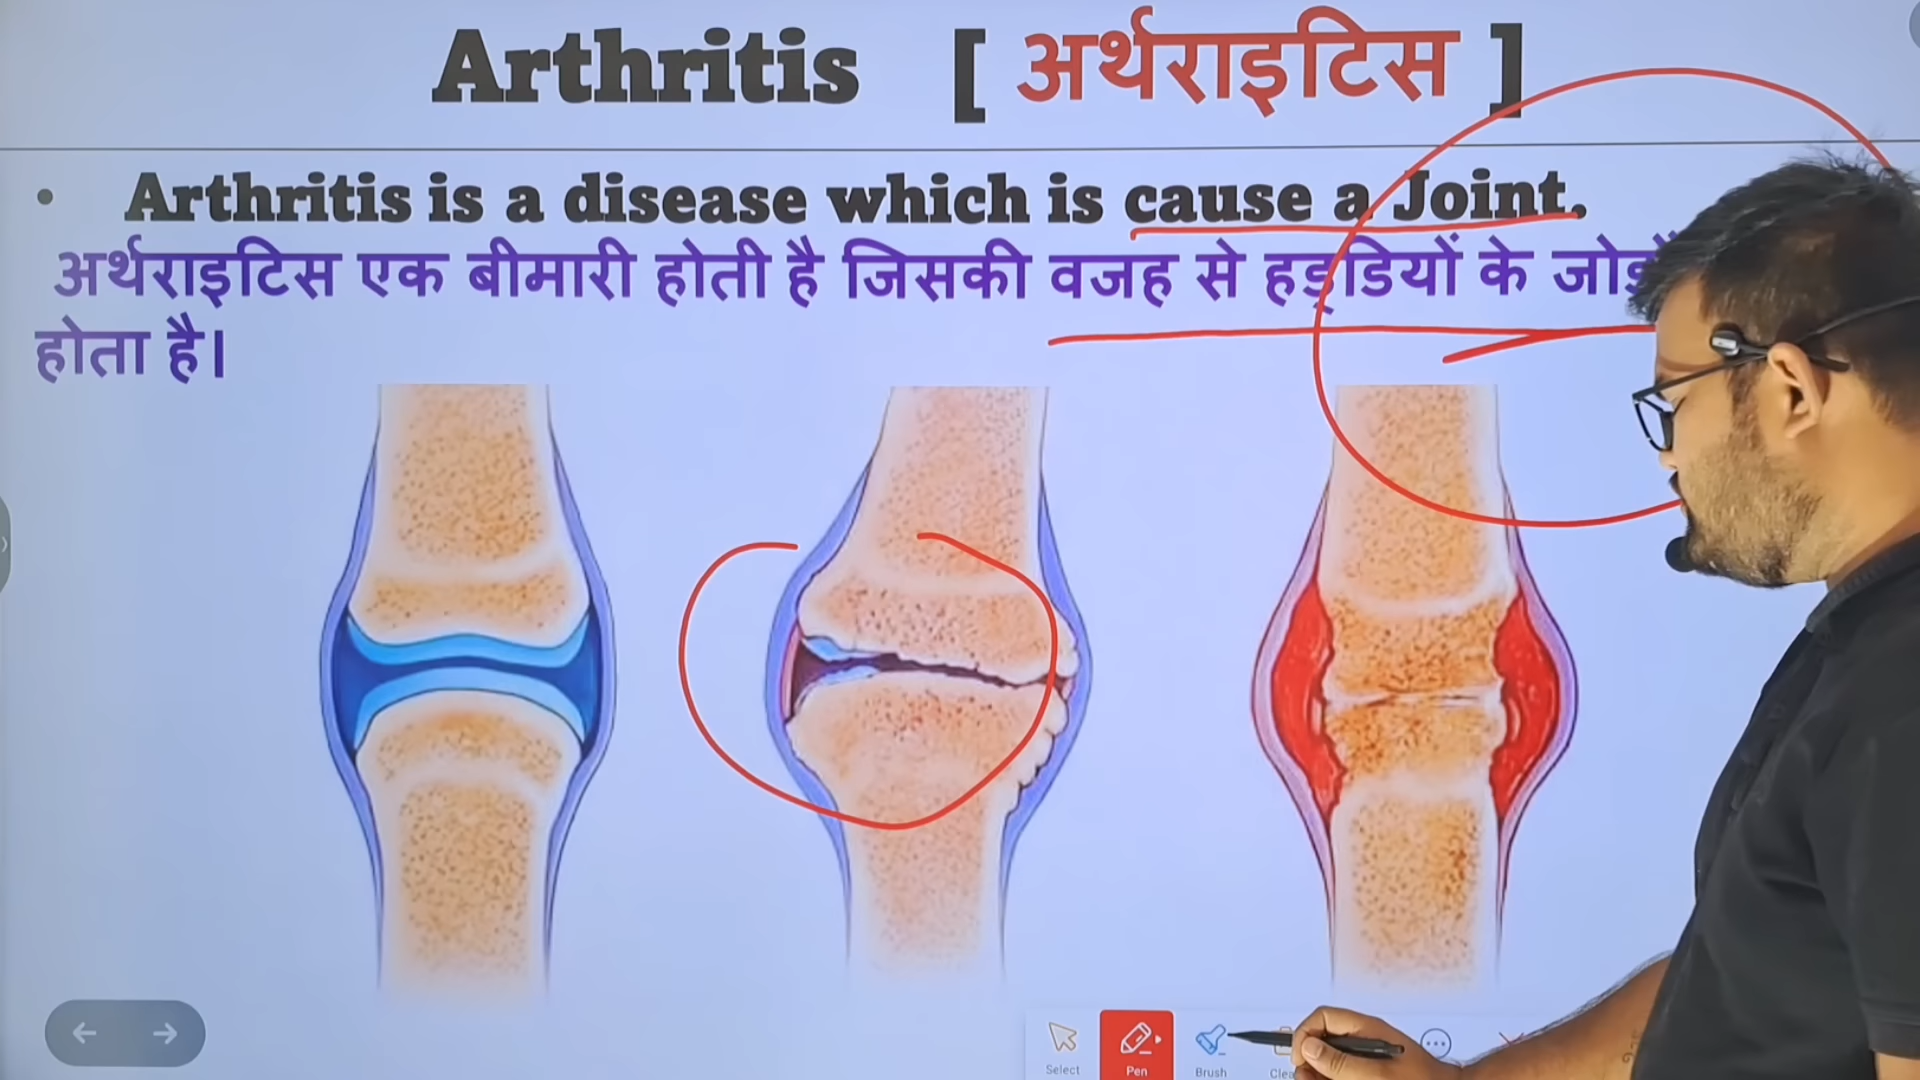 Arthritis [ अर्थराइटिस ]
• Arthritis is a disease which is cause a Joint.
अर्थराइटिस एक बीमारी होती है जिसकी वजह से हड्डियों के
होता है।
Select
Pen
Brush